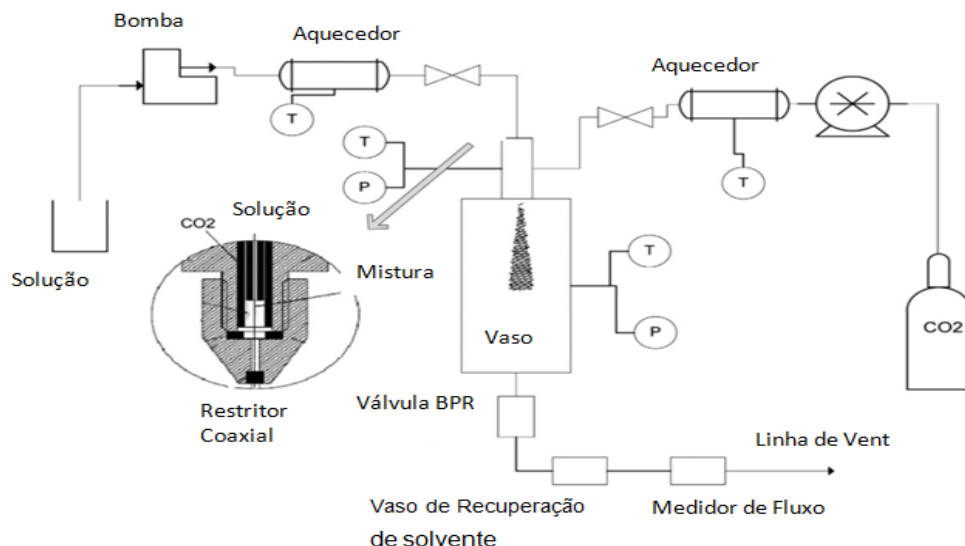 Bomba
Aquecedor
Aquecedor
T
T
P
T
Solução
CO2
Mistura
Solução
T
P
Vaso
CO2
Restritor
Coaxial
Válvula BPR
Linha de Vent
Vaso de Recuperação
de solvente
Medidor de Fluxo